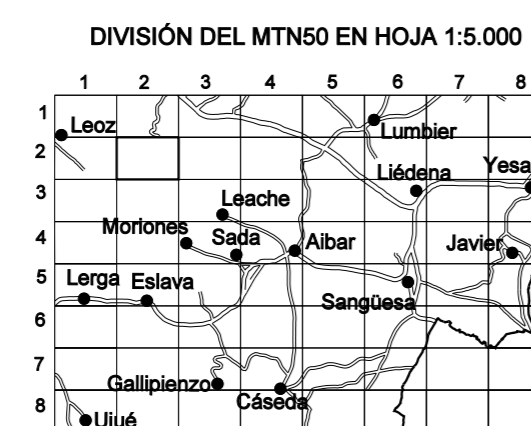 DIVISIÓN DEL MTN50 EN HOJA 1:5.000
1 2 3 4 5 6 7 8
1
Leoz
Lumbier
2
Liédena
Yesa
3
Leache
Moriones
4
Sada
Aibar
Javier
5
Lerga
Eslava
Sangüesa
6
7
Gallipienzo
8
Cáseda
Ujué